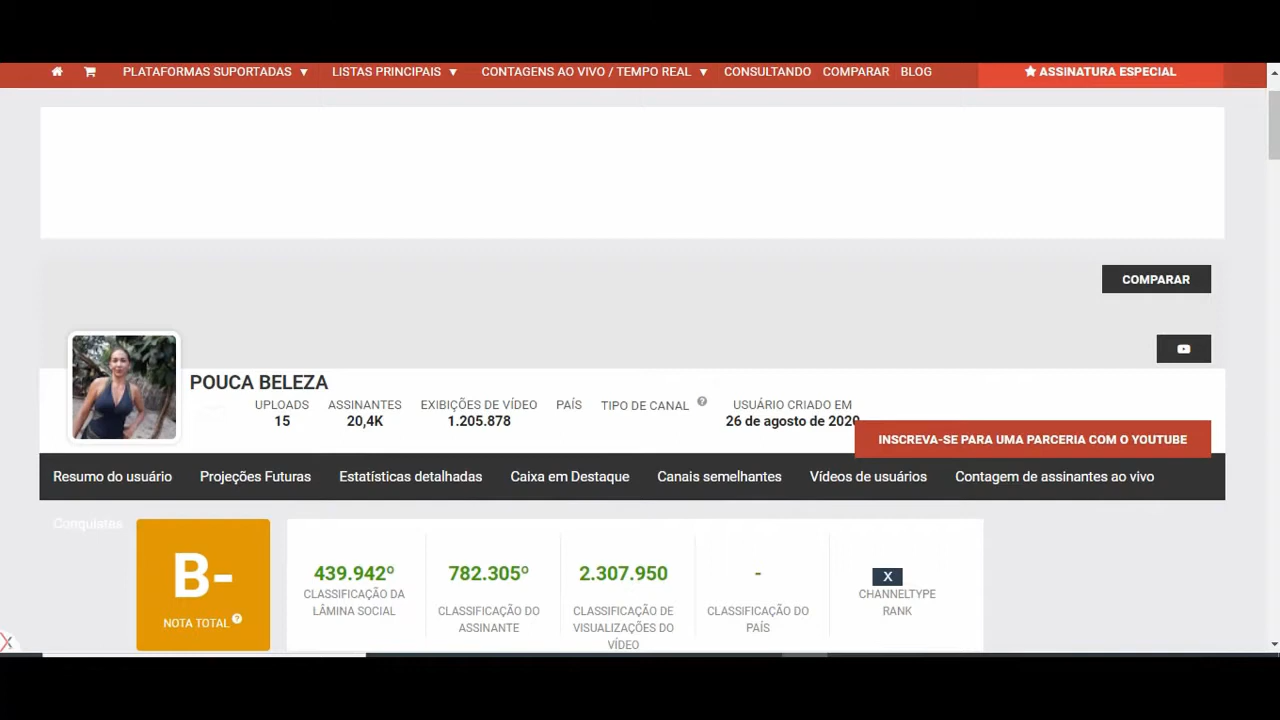 PLATAFORMAS SUPORTADAS ▼ LISTAS PRINCIPAIS ▼ CONTAGENS AO VIVO / TEMPO REAL ▼ CONSULTANDO COMPARAR BLOG ★ ASSINATURA ESPECIAL
COMPARAR
POUCA BELEZA
UPLOADS ASSINANTES EXIBIÇÕES DE VÍDEO PAÍS TIPO DE CANAL ? USUÁRIO CRIADO EM
15 20,4K 1.205.878 26 de agosto de 2020
INSCREVA-SE PARA UMA PARCERIA COM O YOUTUBE
Resumo do usuário Projeções Futuras Estatísticas detalhadas Caixa em Destaque Canais semelhantes Vídeos de usuários Contagem de assinantes ao vivo
Conquistas
B-
NOTA TOTAL ?
439.942º
CLASSIFICAÇÃO DA
LÂMINA SOCIAL
782.305º
CLASSIFICAÇÃO DO
ASSINANTE
2.307.950
CLASSIFICAÇÃO DE
VISUALIZAÇÕES DO
VÍDEO
-
CLASSIFICAÇÃO DO
PAÍS
X
CHANNELTYPE
RANK